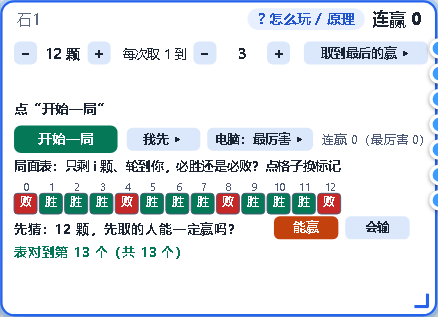 石1 ? 怎么玩 / 原理 连赢 0
− 12 颗 + 每次取 1 到 − 3 + 取到最后的赢 ▸
点“开始一局”
开始一局 我先 ▸ 电脑：最厉害 ▸ 连赢 0（最厉害 0）
局面表：只剩 i 颗、轮到你，必胜还是必败？点格子换标记
0 1 2 3 4 5 6 7 8 9 10 11 12
败 胜 胜 胜 败 胜 胜 胜 败 胜 胜 胜 败
先猜：12 颗，先取的人能一定赢吗？ 能赢 会输
表对到第 13 个（共 13 个）